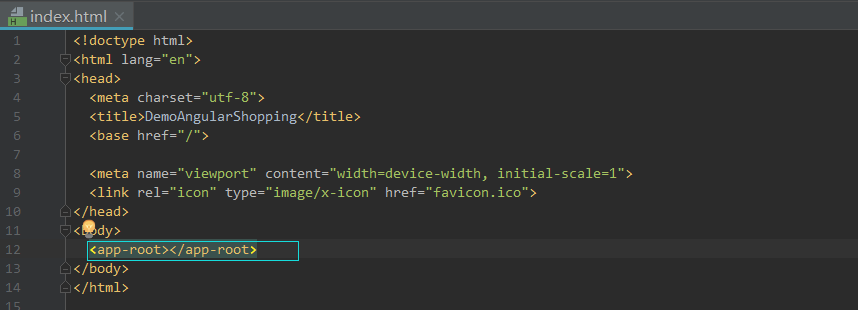 index.html
1 <!doctype html>
2 <html lang="en">
3 <head>
4 <meta charset="utf-8">
5 <title>DemoAngularShopping</title>
6 <base href="/">
7
8 <meta name="viewport" content="width=device-width, initial-scale=1">
9 <link rel="icon" type="image/x-icon" href="favicon.ico">
10 </head>
11 <body>
12 <app-root></app-root>
13 </body>
14 </html>
15